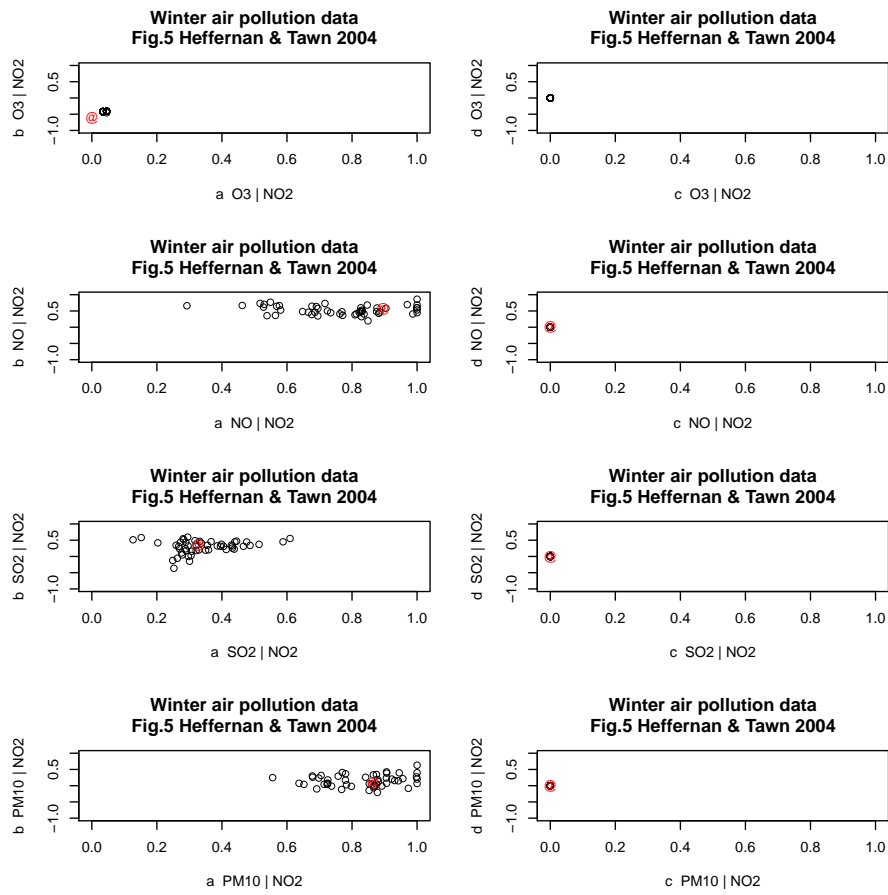 Winter air pollution data
Fig.5 Heffernan & Tawn 2004
b O3 | NO2
0.5
−1.0
@
0.0 0.2 0.4 0.6 0.8 1.0
a O3 | NO2
Winter air pollution data
Fig.5 Heffernan & Tawn 2004
d O3 | NO2
0.5
−1.0
0.0 0.2 0.4 0.6 0.8 1.0
c O3 | NO2
Winter air pollution data
Fig.5 Heffernan & Tawn 2004
b NO | NO2
0.5
−1.0
@
0.0 0.2 0.4 0.6 0.8 1.0
a NO | NO2
Winter air pollution data
Fig.5 Heffernan & Tawn 2004
d NO | NO2
0.5
−1.0
@
0.0 0.2 0.4 0.6 0.8 1.0
c NO | NO2
Winter air pollution data
Fig.5 Heffernan & Tawn 2004
b SO2 | NO2
0.5
−1.0
@
0.0 0.2 0.4 0.6 0.8 1.0
a SO2 | NO2
Winter air pollution data
Fig.5 Heffernan & Tawn 2004
d SO2 | NO2
0.5
−1.0
@
0.0 0.2 0.4 0.6 0.8 1.0
c SO2 | NO2
Winter air pollution data
Fig.5 Heffernan & Tawn 2004
b PM10 | NO2
0.5
−1.0
@
0.0 0.2 0.4 0.6 0.8 1.0
a PM10 | NO2
Winter air pollution data
Fig.5 Heffernan & Tawn 2004
d PM10 | NO2
0.5
−1.0
@
0.0 0.2 0.4 0.6 0.8 1.0
c PM10 | NO2